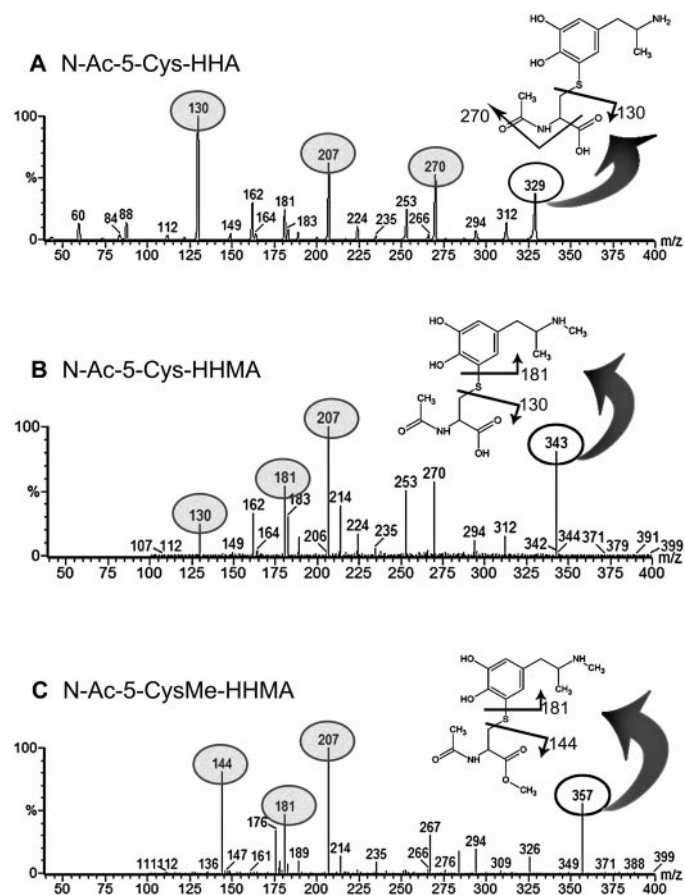 A N-Ac-5-Cys-HHA
HO
HO
NH₂
CH₃
S
CH₃
O
NH
O
OH
270
130
100
%
0
130
207
270
329
60
84
88
112
149
162
164
181
183
224
235
253
266
294
312
50 75 100 125 150 175 200 225 250 275 300 325 350 375 400 m/z
B N-Ac-5-Cys-HHMA
HO
HO
NH
CH₃
CH₃
S
181
130
CH₃
O
NH
O
OH
100
%
0
207
181
130
343
107
112
149
162
164
183
206
214
224
235
253
270
294
312
342
344
371
379
391
399
50 75 100 125 150 175 200 225 250 275 300 325 350 375 400 m/z
C N-Ac-5-CysMe-HHMA
HO
HO
NH
CH₃
CH₃
S
181
144
CH₃
O
NH
O
O
CH₃
100
%
0
144
207
181
357
111
112
136
147
161
176
189
214
235
266
267
276
294
309
326
349
371
388
399
50 75 100 125 150 175 200 225 250 275 300 325 350 375 400 m/z